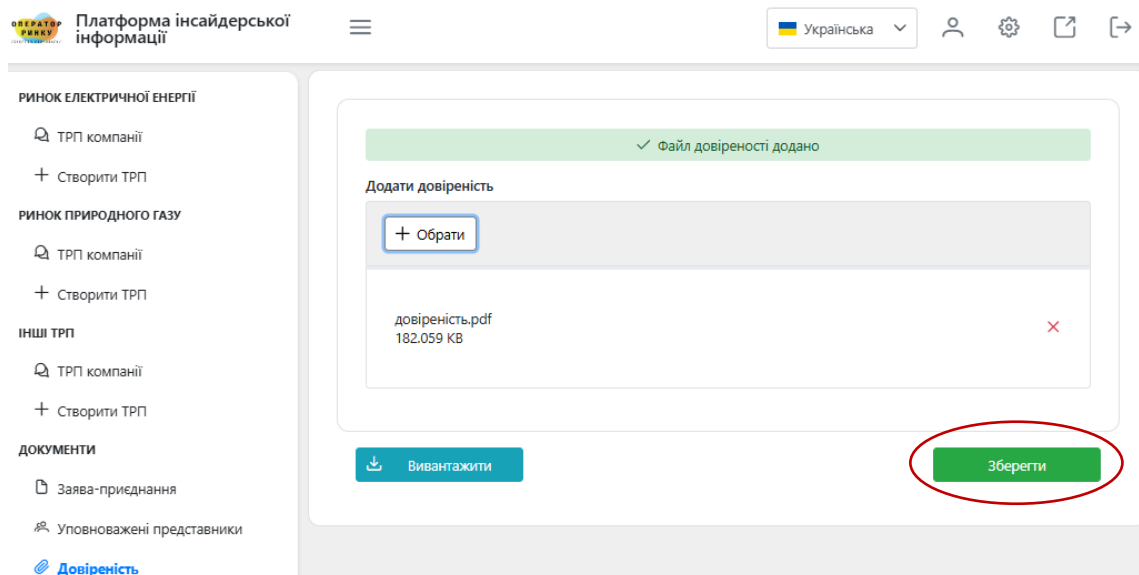 ОПЕРАТОР
РИНКУ
Платформа інсайдерської
інформації
Українська
РИНОК ЕЛЕКТРИЧНОЇ ЕНЕРГІЇ
ТРП компанії
Створити ТРП
РИНОК ПРИРОДНОГО ГАЗУ
ТРП компанії
Створити ТРП
ІНШІ ТРП
ТРП компанії
Створити ТРП
ДОКУМЕНТИ
Заява-приєднання
Уповноважені представники
Довіреність
Файл довіреності додано
Додати довіреність
Обрати
довіреність.pdf
182.059 KB
Вивантажити
Зберегти